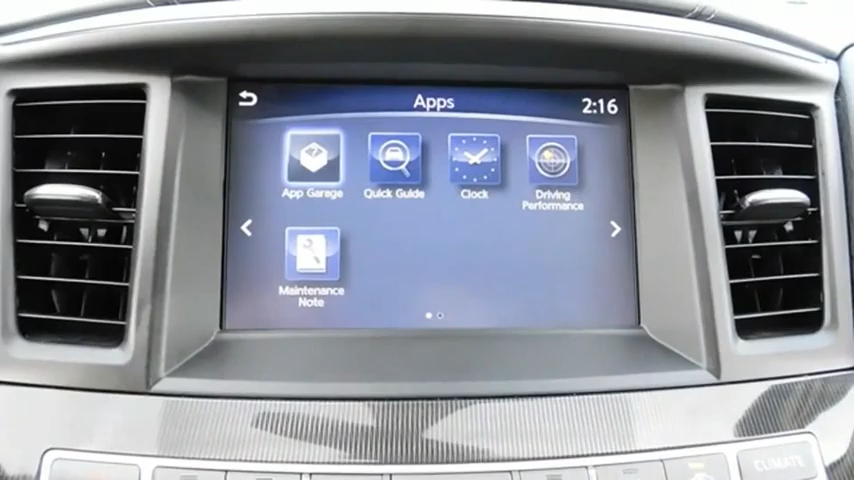 Apps
2:16
App Garage
Quick Guide
Clock
Driving
Performance
Maintenance
Note
CLIMATE